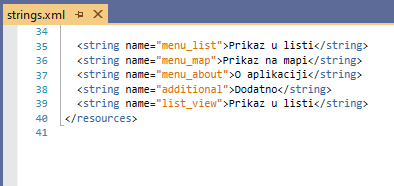 strings.xml
34
35 <string name="menu_list">Prikaz u listi</string>
36 <string name="menu_map">Prikaz na mapi</string>
37 <string name="menu_about">O aplikaciji</string>
38 <string name="additional">Dodatno</string>
39 <string name="list_view">Prikaz u listi</string>
40 </resources>
41